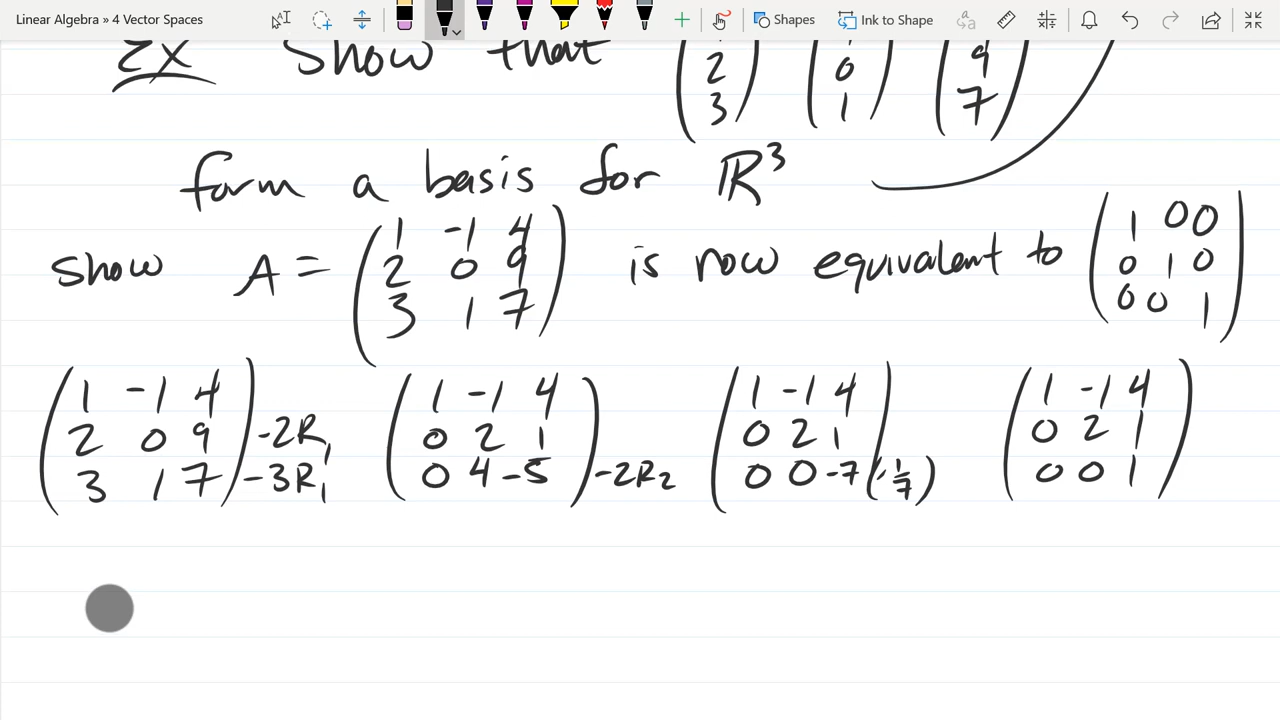 Linear Algebra » 4 Vector Spaces Shapes Ink to Shape
Ex Show that
2 0 9
3 1 7
form a basis for ℝ³
1 -1 4
show A = 2 0 9 is row equivalent to
3 1 7
1 0 0
0 1 0
0 0 1
1 -1 4 1 -1 4 1 -1 4 1 -1 4
2 0 9 -2R₁ 0 2 1 0 2 1 0 2 1
3 1 7 -3R₁ 0 4 -5 -2R₂ 0 0 -7 (-1/7) 0 0 1